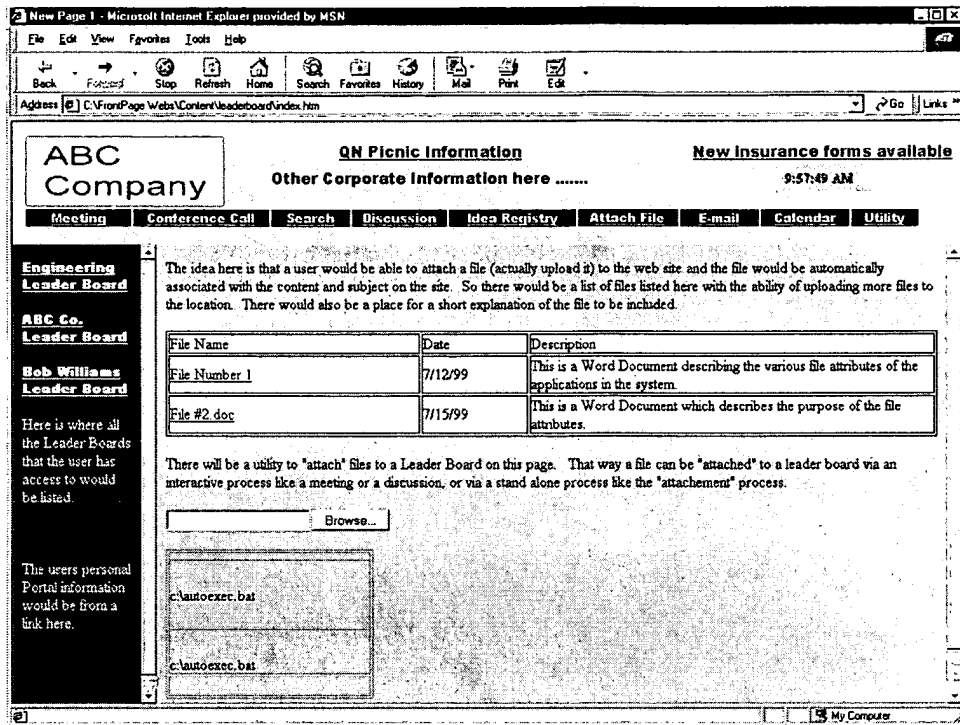 New Page 1 - Microsoft Internet Explorer provided by MSN
File Edit View Favorites Tools Help
Back Forward Stop Refresh Home Search Favorites History Mail Print Edit
Address C:\FrontPage Webs\Content\leaderboard\index.htm Go Links »
ABC
Company
QN Picnic Information
Other Corporate Information here .......
New insurance forms available
9:57:49 AM
Meeting Conference Call Search Discussion Idea Registry Attach File E-mail Calendar Utility
Engineering
Leader Board
ABC Co.
Leader Board
Bob Williams
Leader Board
Here is where all
the Leader Boards
that the user has
access to would
be listed.
The users personal
Portal information
would be from a
link here.
The idea here is that a user would be able to attach a file (actually upload it) to the web site and the file would be automatically
associated with the content and subject on the site. So there would be a list of files listed here with the ability of uploading more files to
the location. There would also be a place for a short explanation of the file to be included.
File Name Date Description
File Number 1 7/12/99 This is a Word Document describing the various file attributes of the
applications in the system.
File #2.doc 7/15/99 This is a Word Document which describes the purpose of the file
attributes.
There will be a utility to "attach" files to a Leader Board on this page. That way a file can be "attached" to a leader board via an
interactive process like a meeting or a discussion, or via a stand alone process like the "attachement" process.
Browse...
c:\autoexec.bat
c:\autoexec.bat
My Computer